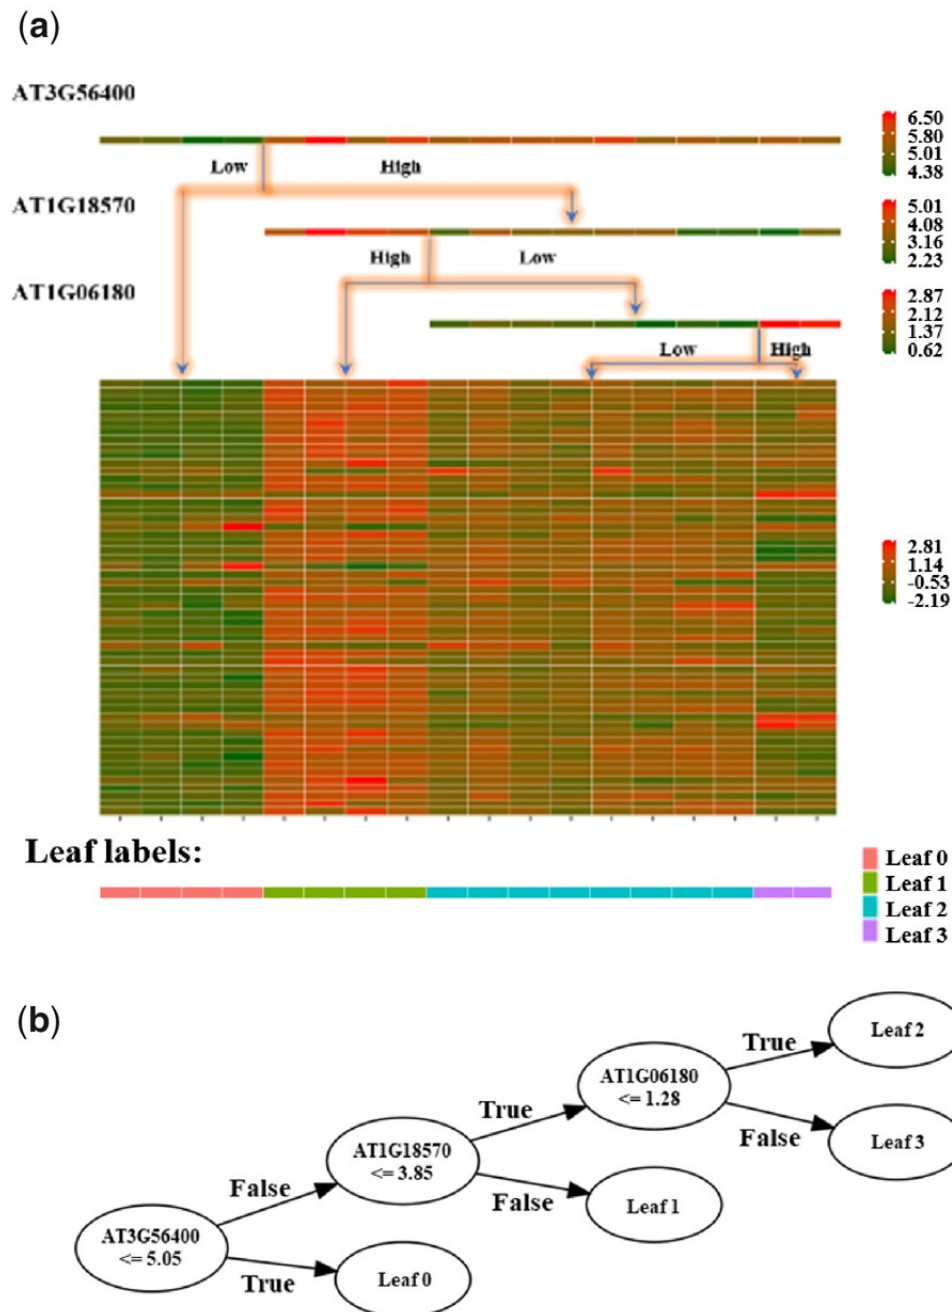 (a)
AT3G56400
6.50
5.80
5.01
4.38
Low
High
AT1G18570
5.01
4.08
3.16
2.23
High
Low
AT1G06180
2.87
2.12
1.37
0.62
Low
High
2.81
1.14
-0.53
-2.19
Leaf labels:
Leaf 0
Leaf 1
Leaf 2
Leaf 3
(b)
Leaf 2
True
AT1G06180
<= 1.28
True
False
Leaf 3
AT1G18570
<= 3.85
False
False
Leaf 1
AT3G56400
<= 5.05
True
Leaf 0